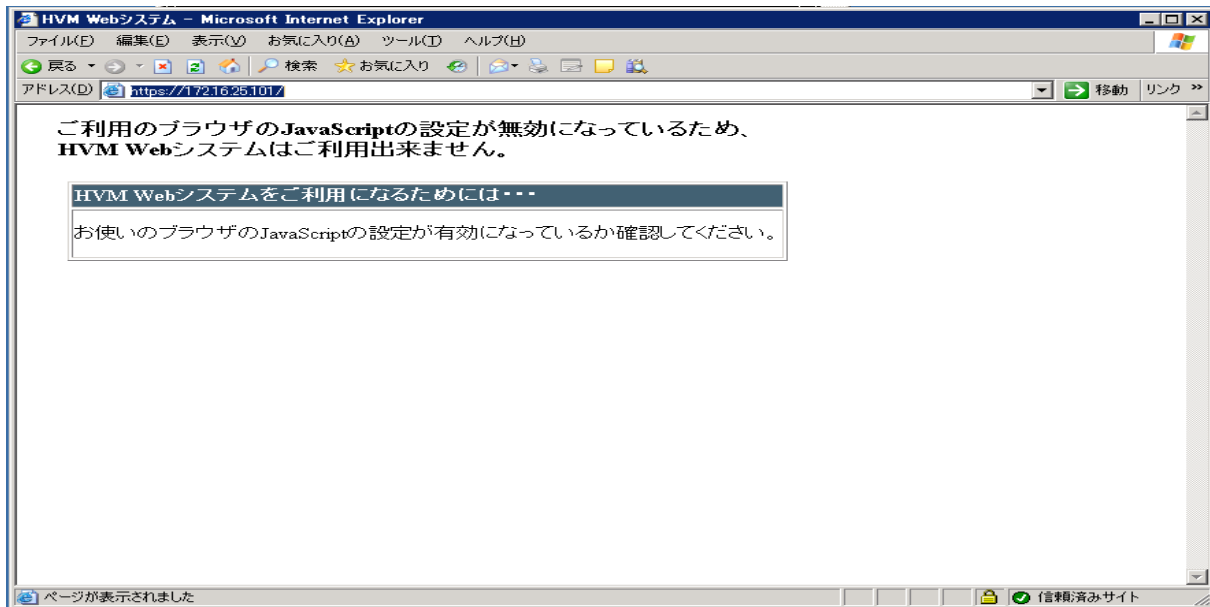 HVM Webシステム - Microsoft Internet Explorer
ファイル(F) 編集(E) 表示(V) お気に入り(A) ツール(T) ヘルプ(H)
戻る 検索 お気に入り
アドレス(D) https://172.16.25.101/ 移動 リンク »
ご利用のブラウザのJavaScriptの設定が無効になっているため、
HVM Webシステムはご利用出来ません。
HVM Webシステムをご利用になるためには・・・
お使いのブラウザのJavaScriptの設定が有効になっているか確認してください。
ページが表示されました 信頼済みサイト